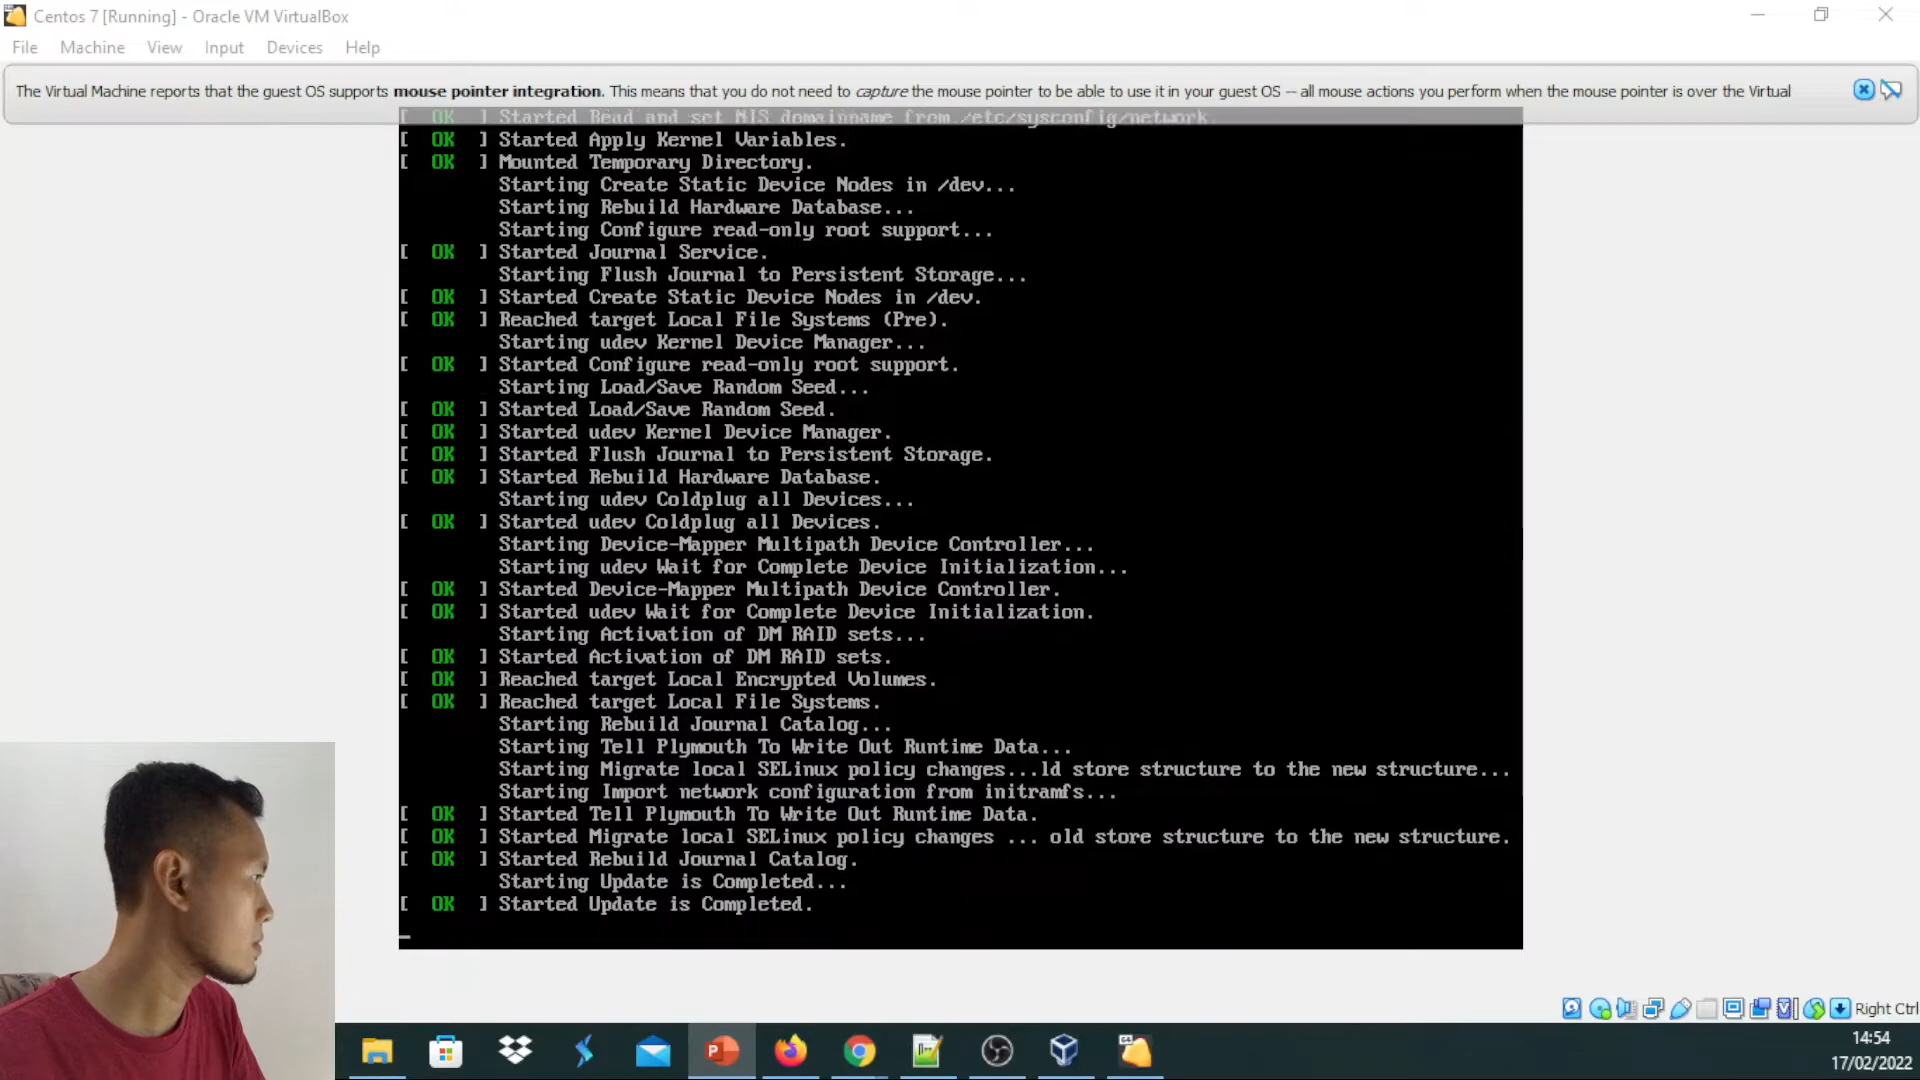 Centos 7 [Running] - Oracle VM VirtualBox
File Machine View Input Devices Help
The Virtual Machine reports that the guest OS supports mouse pointer integration. This means that you do not need to capture the mouse pointer to be able to use it in your guest OS -- all mouse actions you perform when the mouse pointer is over the Virtual
[ OK ] Started Read and set NIS domainname from /etc/sysconfig/network.
[ OK ] Started Apply Kernel Variables.
[ OK ] Mounted Temporary Directory.
Starting Create Static Device Nodes in /dev...
Starting Rebuild Hardware Database...
Starting Configure read-only root support...
[ OK ] Started Journal Service.
Starting Flush Journal to Persistent Storage...
[ OK ] Started Create Static Device Nodes in /dev.
[ OK ] Reached target Local File Systems (Pre).
Starting udev Kernel Device Manager...
[ OK ] Started Configure read-only root support.
Starting Load/Save Random Seed...
[ OK ] Started Load/Save Random Seed.
[ OK ] Started udev Kernel Device Manager.
[ OK ] Started Flush Journal to Persistent Storage.
[ OK ] Started Rebuild Hardware Database.
Starting udev Coldplug all Devices...
[ OK ] Started udev Coldplug all Devices.
Starting Device-Mapper Multipath Device Controller...
Starting udev Wait for Complete Device Initialization...
[ OK ] Started Device-Mapper Multipath Device Controller.
[ OK ] Started udev Wait for Complete Device Initialization.
Starting Activation of DM RAID sets...
[ OK ] Started Activation of DM RAID sets.
[ OK ] Reached target Local Encrypted Volumes.
[ OK ] Reached target Local File Systems.
Starting Rebuild Journal Catalog...
Starting Tell Plymouth To Write Out Runtime Data...
Starting Migrate local SELinux policy changes...ld store structure to the new structure...
Starting Import network configuration from initramfs...
[ OK ] Started Tell Plymouth To Write Out Runtime Data.
[ OK ] Started Migrate local SELinux policy changes ... old store structure to the new structure.
[ OK ] Started Rebuild Journal Catalog.
Starting Update is Completed...
[ OK ] Started Update is Completed.
Right Ctrl
14:54
17/02/2022